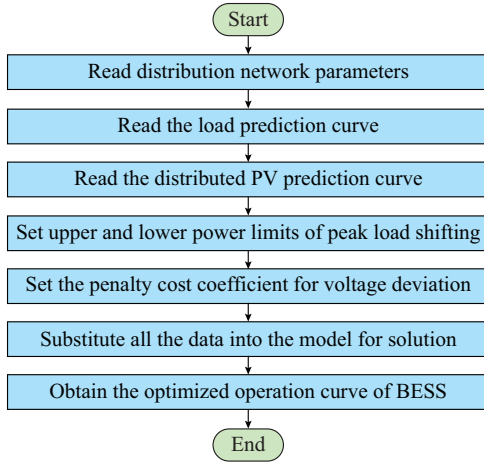 Start
Read distribution network parameters
Read the load prediction curve
Read the distributed PV prediction curve
Set upper and lower power limits of peak load shifting
Set the penalty cost coefficient for voltage deviation
Substitute all the data into the model for solution
Obtain the optimized operation curve of BESS
End